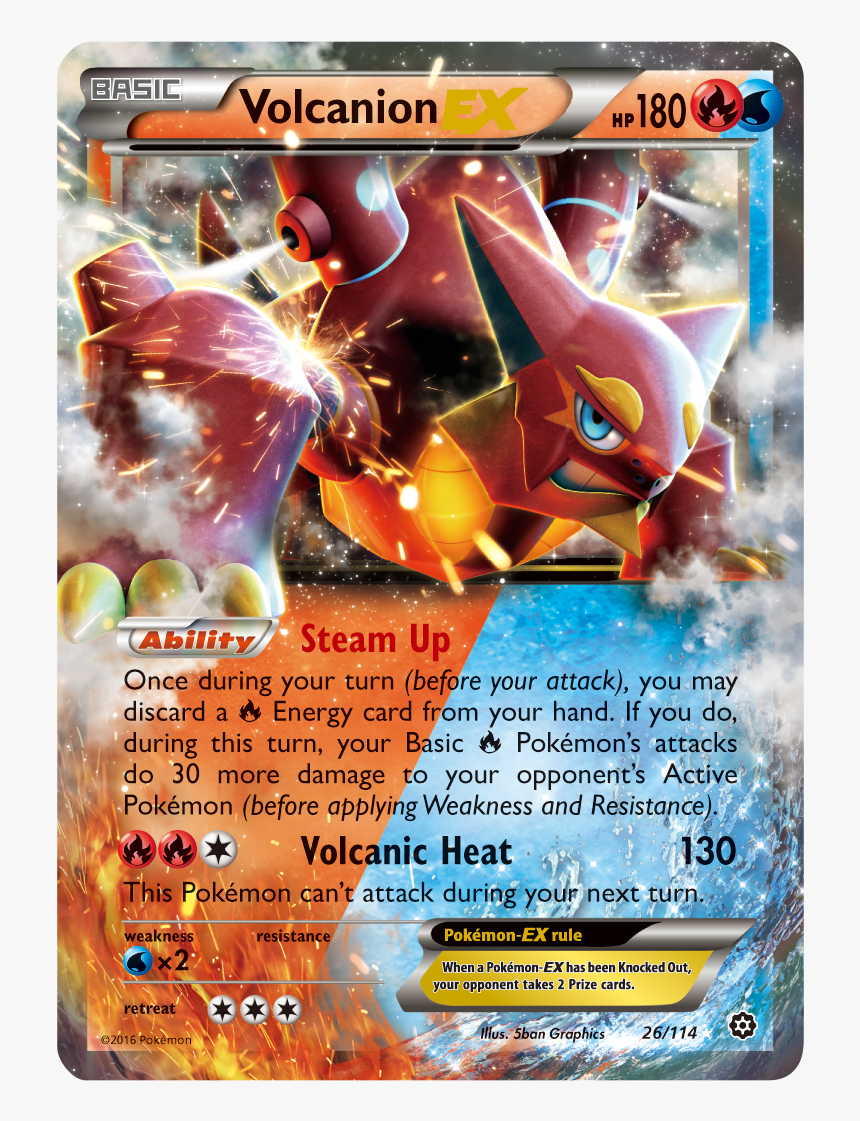 BASIC
Volcanion EX
HP 180
Ability Steam Up
Once during your turn (before your attack), you may
discard a Energy card from your hand. If you do,
during this turn, your Basic Pokémon's attacks
do 30 more damage to your opponent's Active
Pokémon (before applying Weakness and Resistance).
Volcanic Heat 130
This Pokémon can't attack during your next turn.
weakness resistance
×2
Pokémon-EX rule
When a Pokémon-EX has been Knocked Out,
your opponent takes 2 Prize cards.
retreat
©2016 Pokémon
Illus. 5ban Graphics 26/114